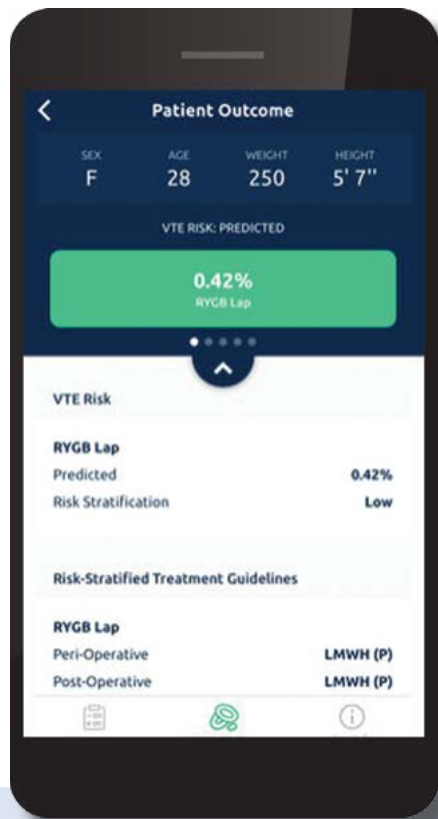 Patient Outcome
SEX AGE WEIGHT HEIGHT
F 28 250 5' 7"
VTE RISK: PREDICTED
0.42%
RYGB Lap
VTE Risk
RYGB Lap
Predicted 0.42%
Risk Stratification Low
Risk-Stratified Treatment Guidelines
RYGB Lap
Peri-Operative LMWH (P)
Post-Operative LMWH (P)